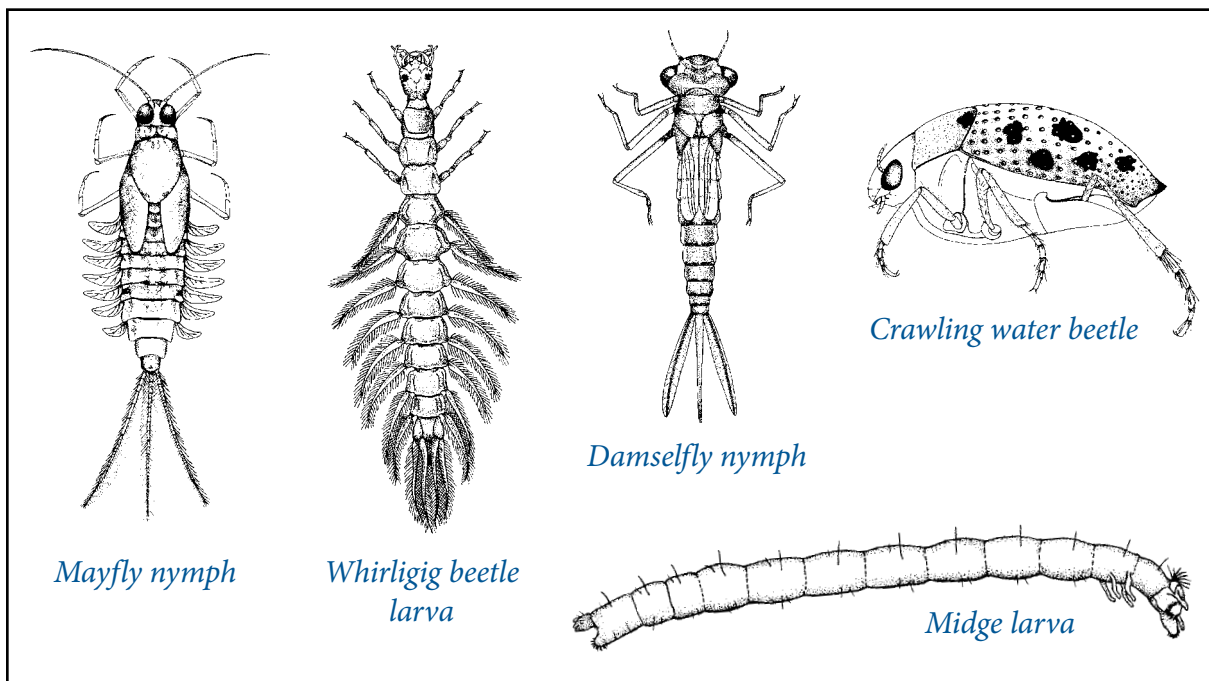 Crawling water beetle
Damselfly nymph
Mayfly nymph
Whirligig beetle
larva
Midge larva